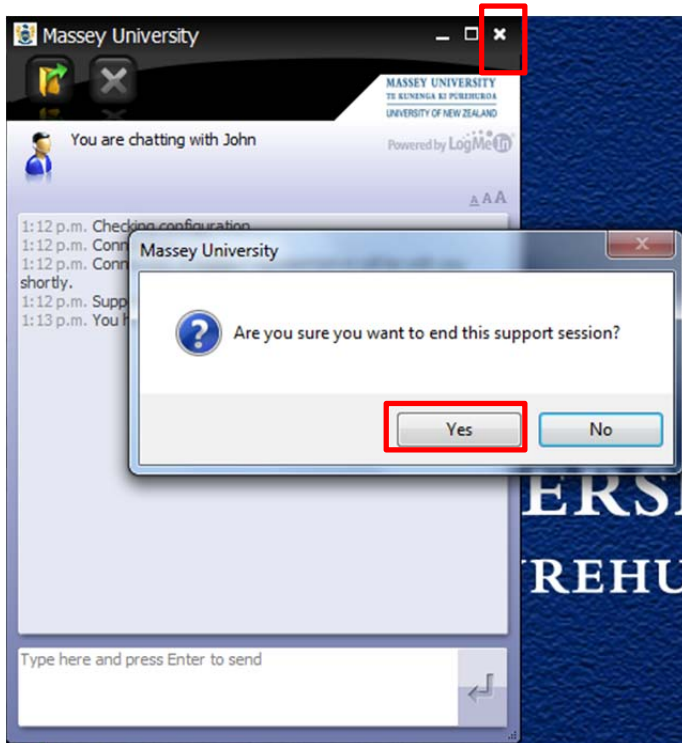 Massey University
MASSEY UNIVERSITY
TE KUNENGA KI PUREHUROA
UNIVERSITY OF NEW ZEALAND
You are chatting with John
Powered by LogMeIn
A A A
1:12 p.m. Checking configuration
1:12 p.m. Conn
1:12 p.m. Conn
shortly.
1:12 p.m. Supp
1:13 p.m. You h
Massey University
Are you sure you want to end this support session?
Yes
No
ERS
REHU
Type here and press Enter to send